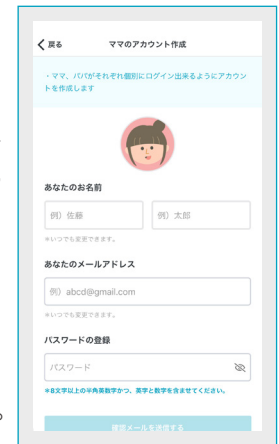 戻る ママのアカウント作成
・ママ、パパがそれぞれ個別にログイン出来るようにアカウン
トを作成します
あなたのお名前
例）佐藤 例）太郎
※いつでも変更できます。
あなたのメールアドレス
例）abcd@gmail.com
※いつでも変更できます。
パスワードの登録
パスワード
※8文字以上の半角英数字かつ、英字と数字を含ませてください。
確認メールを送信する